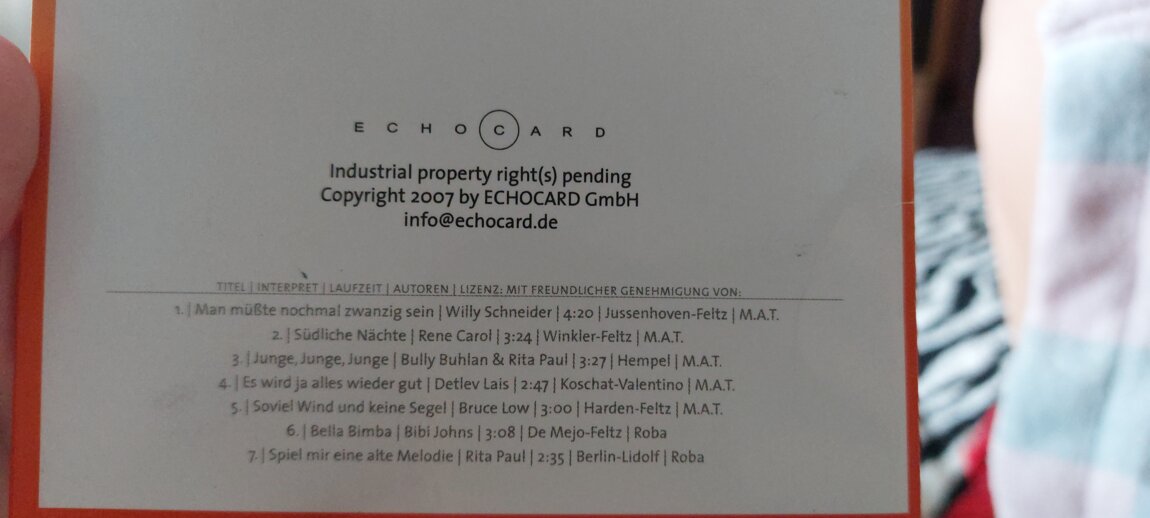 ECHOCARD
Industrial property right(s) pending
Copyright 2007 by ECHOCARD GmbH
info@echocard.de
TITEL | INTERPRET | LAUFZEIT | AUTOREN | LIZENZ: MIT FREUNDLICHER GENEHMIGUNG VON:
1. | Man müßte nochmal zwanzig sein | Willy Schneider | 4:20 | Jussenhoven-Feltz | M.A.T.
2. | Südliche Nächte | Rene Carol | 3:24 | Winkler-Feltz | M.A.T.
3. | Junge, Junge, Junge | Bully Buhlan & Rita Paul | 3:27 | Hempel | M.A.T.
4. | Es wird ja alles wieder gut | Detlev Lais | 2:47 | Koschat-Valentino | M.A.T.
5. | Soviel Wind und keine Segel | Bruce Low | 3:00 | Harden-Feltz | M.A.T.
6. | Bella Bimba | Bibi Johns | 3:08 | De Mejo-Feltz | Roba
7. | Spiel mir eine alte Melodie | Rita Paul | 2:35 | Berlin-Lidolf | Roba